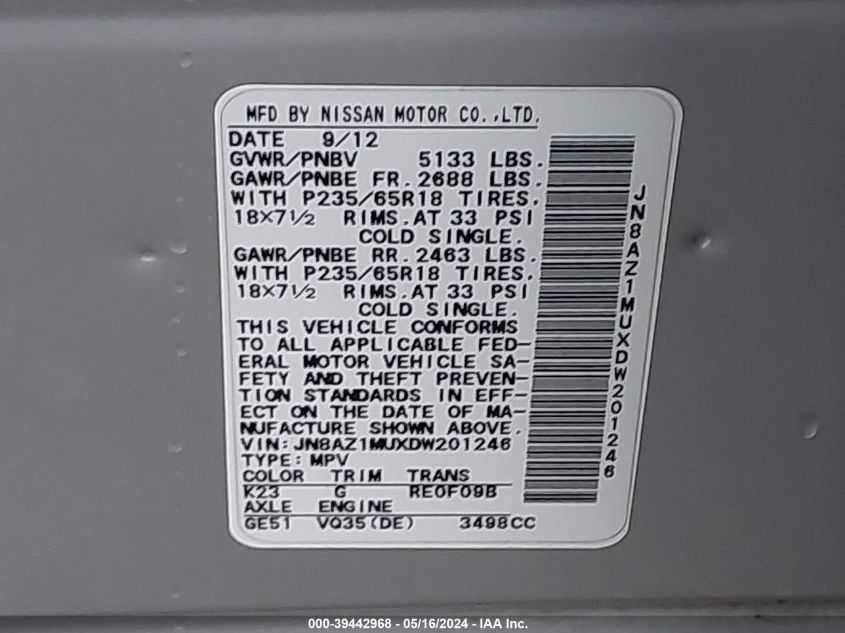 MFD BY NISSAN MOTOR CO.,LTD.
DATE 9/12
GVWR/PNBV 5133 LBS.
GAWR/PNBE FR.2688 LBS.
WITH P235/65R18 TIRES.
18×7½ RIMS.AT 33 PSI
COLD SINGLE.
GAWR/PNBE RR.2463 LBS.
WITH P235/65R18 TIRES.
18×7½ RIMS.AT 33 PSI
COLD SINGLE.
THIS VEHICLE CONFORMS
TO ALL APPLICABLE FED-
ERAL MOTOR VEHICLE SA-
FETY AND THEFT PREVEN-
TION STANDARDS IN EFF-
ECT ON THE DATE OF MA-
NUFACTURE SHOWN ABOVE.
VIN:JN8AZ1MUXDW201246
TYPE:MPV
COLOR TRIM TRANS
K23 G RE0F09B
AXLE ENGINE
GE51 VQ35(DE) 3498CC
JN8AZ1MUXDW201246
000-39442968 - 05/16/2024 - IAA Inc.